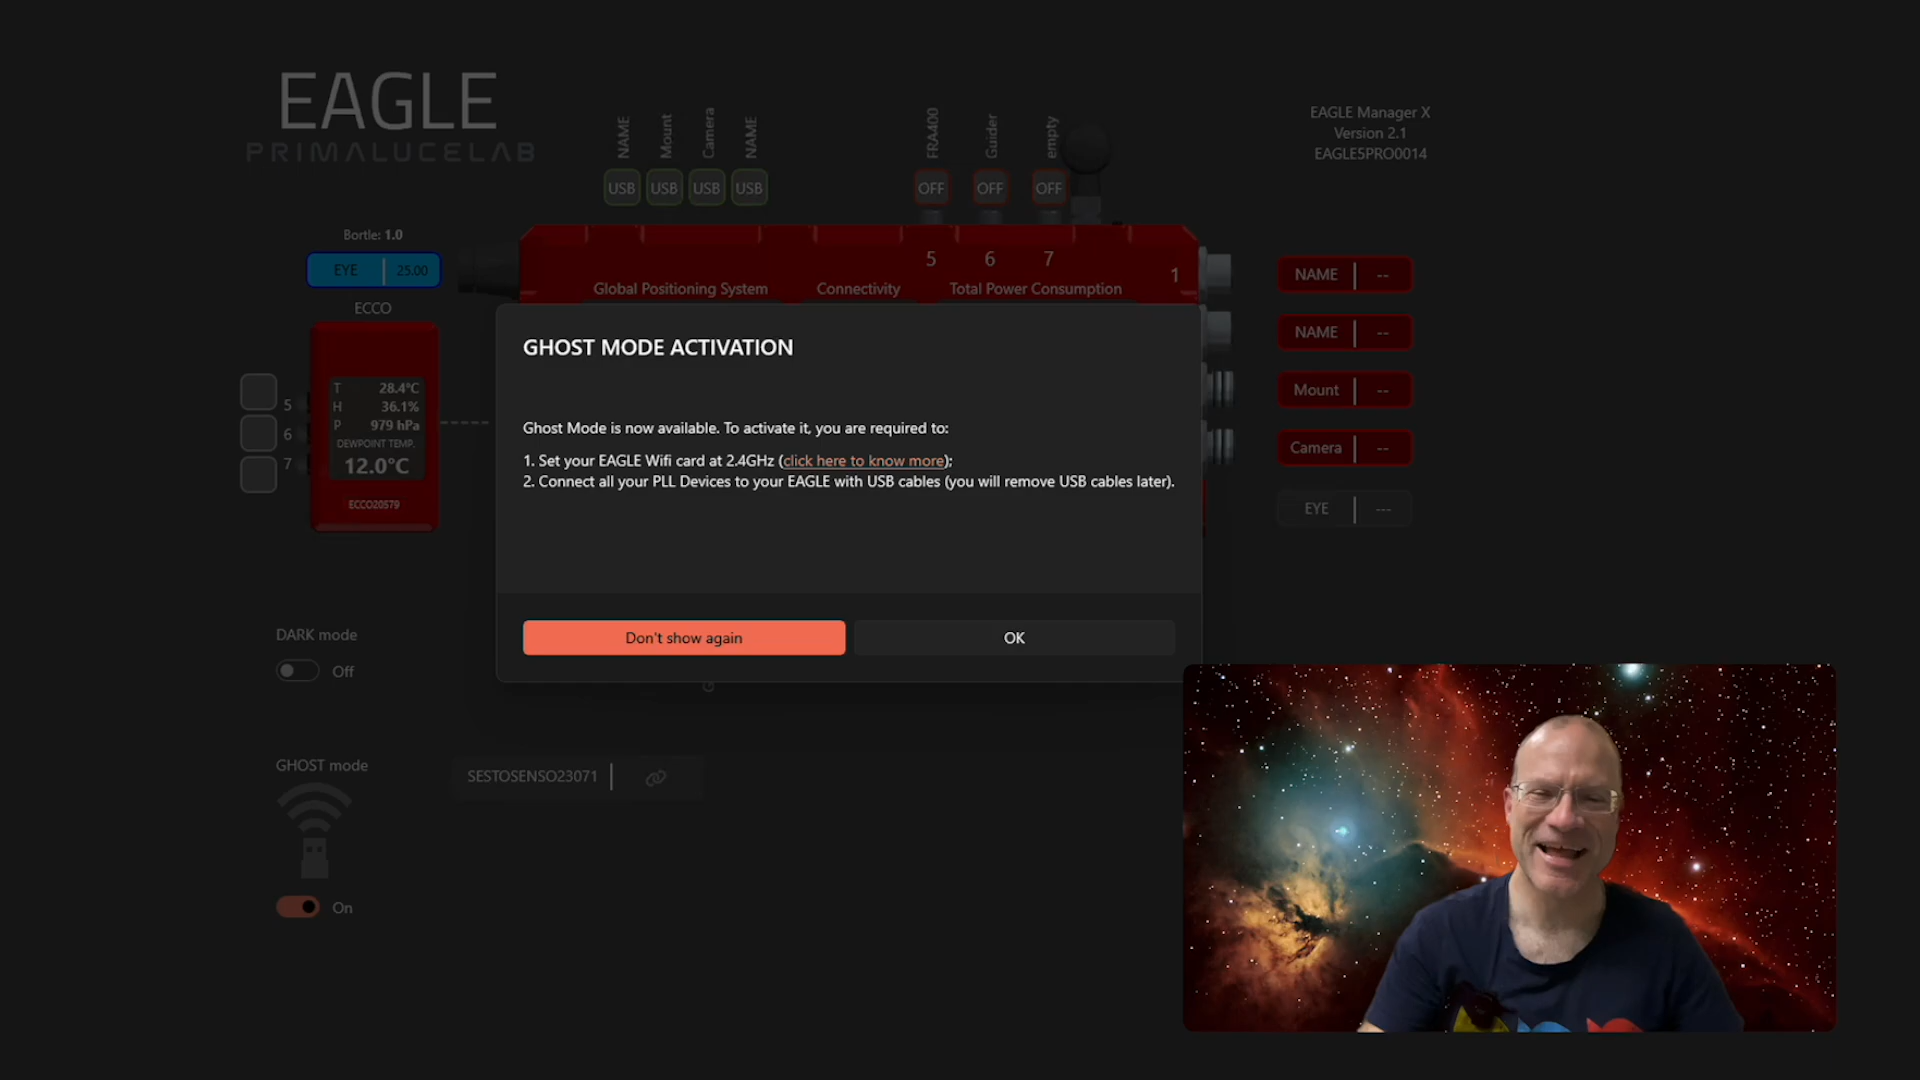 EAGLE
PRIMALUCELAB
NAME
Mount
Camera
NAME
USB
USB
USB
USB
FRA400
Guider
empty
OFF
OFF
OFF
EAGLE Manager X
Version 2.1
EAGLE5PRO0014
Bortle: 1.0
EYE 25.00
ECCO
5
6
7
1
Global Positioning System
Connectivity
Total Power Consumption
NAME --
NAME --
Mount --
Camera --
EYE ---
T 28.4°C
H 36.1%
P 979 hPa
DEWPOINT TEMP.
12.0°C
ECCO20579
5
6
7
GHOST MODE ACTIVATION
Ghost Mode is now available. To activate it, you are required to:
1. Set your EAGLE Wifi card at 2.4GHz (click here to know more);
2. Connect all your PLL Devices to your EAGLE with USB cables (you will remove USB cables later).
Don't show again
OK
DARK mode
Off
GHOST mode
On
SESTOSENSO23071